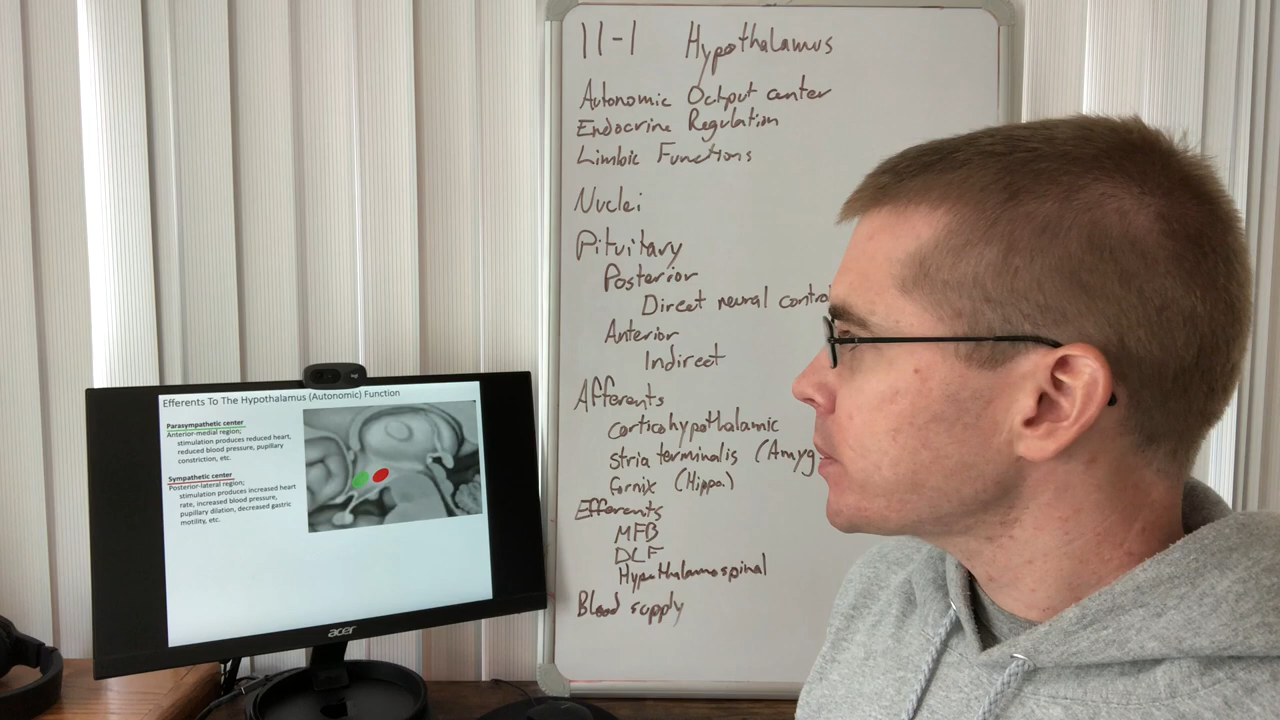 11-1 Hypothalamus
Autonomic Output center
Endocrine Regulation
Limbic Functions
Nuclei
Pituitary
Posterior
Direct neural contro
Anterior
Indirect
Afferents
corticohypothalamic
stria terminalis (Amyg
fornix (Hippo)
Efferents
MFB
DLF
Hypothalamospinal
Blood supply
Efferents To The Hypothalamus (Autonomic) Function
Parasympathetic center
Anterior-medial region;
stimulation produces reduced heart,
reduced blood pressure, pupillary
constriction, etc.
Sympathetic center
Posterior-lateral region;
stimulation produces increased heart
rate, increased blood pressure,
pupillary dilation, decreased gastric
motility, etc.
acer
logi